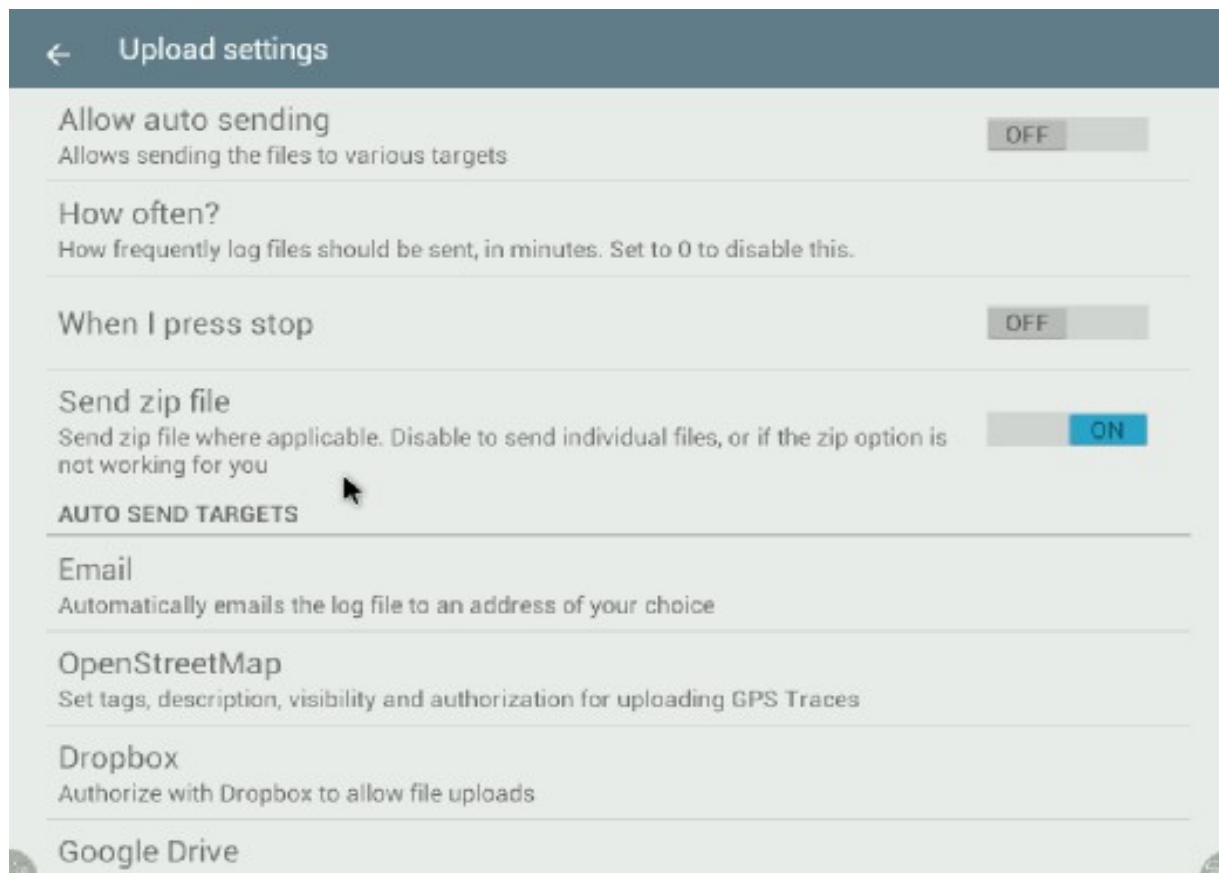 Upload settings
Allow auto sending
OFF
Allows sending the files to various targets
How often?
How frequently log files should be sent, in minutes. Set to 0 to disable this.
When I press stop
OFF
Send zip file
Send zip file where applicable. Disable to send individual files, or if the zip option is
not working for you
ON
AUTO SEND TARGETS
Email
Automatically emails the log file to an address of your choice
OpenStreetMap
Set tags, description, visibility and authorization for uploading GPS Traces
Dropbox
Authorize with Dropbox to allow file uploads
Google Drive